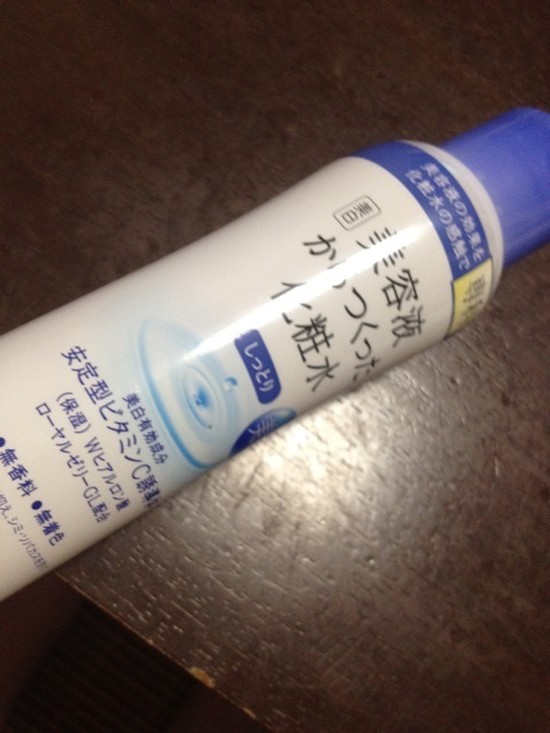 美容液の効果を
化粧水の感触で
美白
美容液
からつくった
化粧水
しっとり
美白有効成分
安定型ビタミンC誘導
(保湿) Wヒアルロン酸
ローヤルゼリーGL配合
●無香料 ●無着色